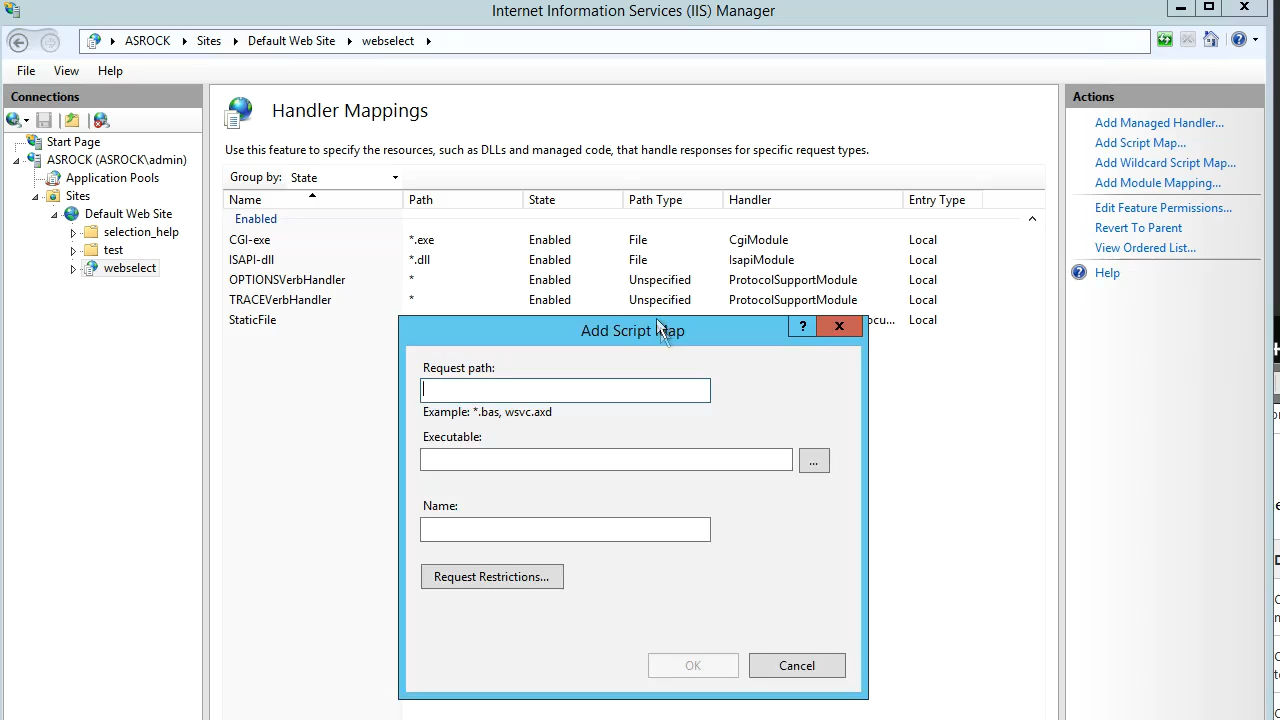 Internet Information Services (IIS) Manager
ASROCK Sites Default Web Site webselect
File View Help
Connections
Start Page
ASROCK (ASROCK\admin)
Application Pools
Sites
Default Web Site
selection_help
test
webselect
Handler Mappings
Use this feature to specify the resources, such as DLLs and managed code, that handle responses for specific request types.
Group by: State
Name Path State Path Type Handler Entry Type
Enabled
CGI-exe *.exe Enabled File CgiModule Local
ISAPI-dll *.dll Enabled File IsapiModule Local
OPTIONSVerbHandler * Enabled Unspecified ProtocolSupportModule Local
TRACEVerbHandler * Enabled Unspecified ProtocolSupportModule Local
StaticFile ocu... Local
Add Script Map
?
X
Request path:
Example: *.bas, wsvc.axd
Executable:
...
Name:
Request Restrictions...
OK Cancel
Actions
Add Managed Handler...
Add Script Map...
Add Wildcard Script Map...
Add Module Mapping...
Edit Feature Permissions...
Revert To Parent
View Ordered List...
Help